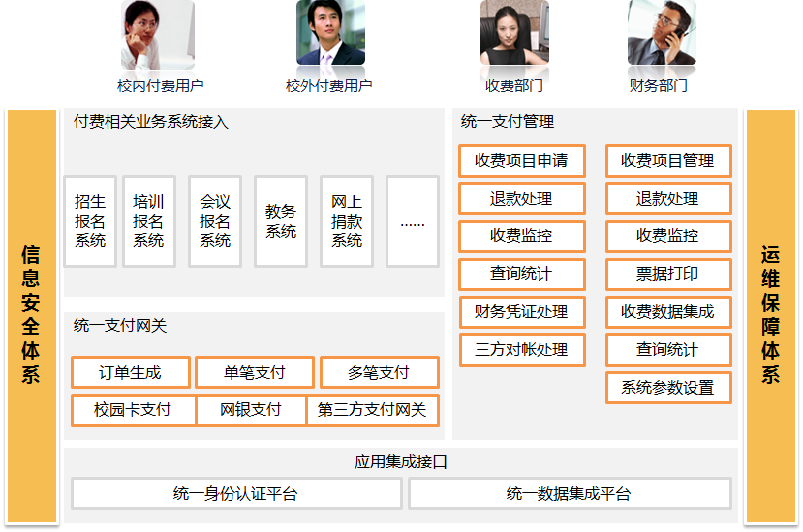 校内付费用户
校外付费用户
收费部门
财务部门
信息安全体系
付费相关业务系统接入
招生
报名
系统
培训
报名
系统
会议
报名
系统
教务
系统
网上
捐款
系统
......
统一支付网关
订单生成
单笔支付
多笔支付
校园卡支付
网银支付
第三方支付网关
统一支付管理
收费项目申请
收费项目管理
退款处理
退款处理
收费监控
收费监控
查询统计
票据打印
财务凭证处理
收费数据集成
三方对帐处理
查询统计
系统参数设置
应用集成接口
统一身份认证平台
统一数据集成平台
运维保障体系